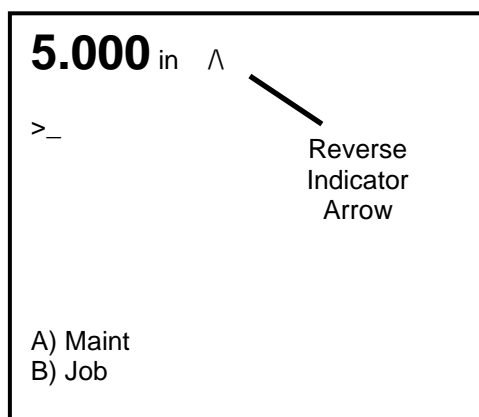 5.000 in /\
>_
Reverse
Indicator
Arrow
A) Maint
B) Job